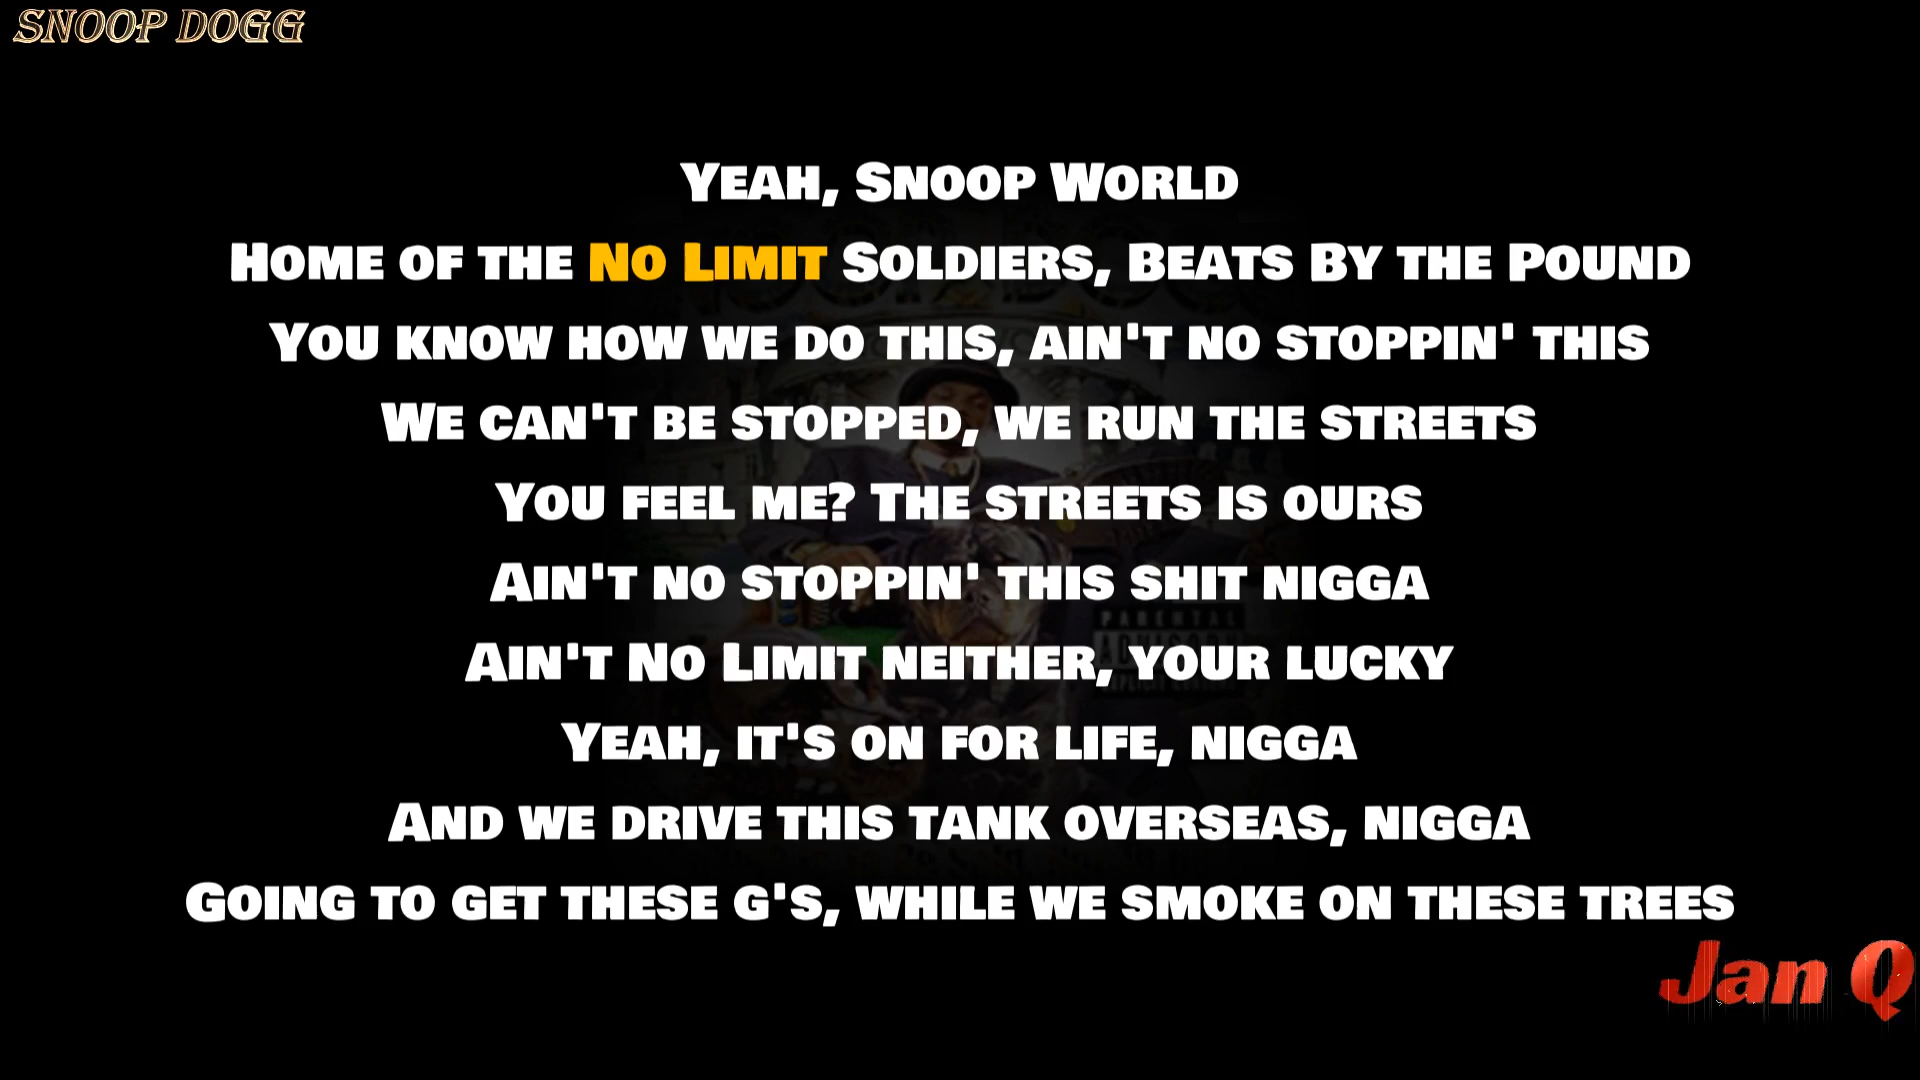 SNOOP DOGG
Yeah, Snoop World
Home of the No Limit Soldiers, Beats By the Pound
You know how we do this, ain't no stoppin' this
We can't be stopped, we run the streets
You feel me? The streets is ours
Ain't no stoppin' this shit nigga
Ain't No Limit neither, your lucky
Yeah, it's on for life, nigga
And we drive this tank overseas, nigga
Going to get these g's, while we smoke on these trees
PARENTAL
ADVISORY
Jan Q